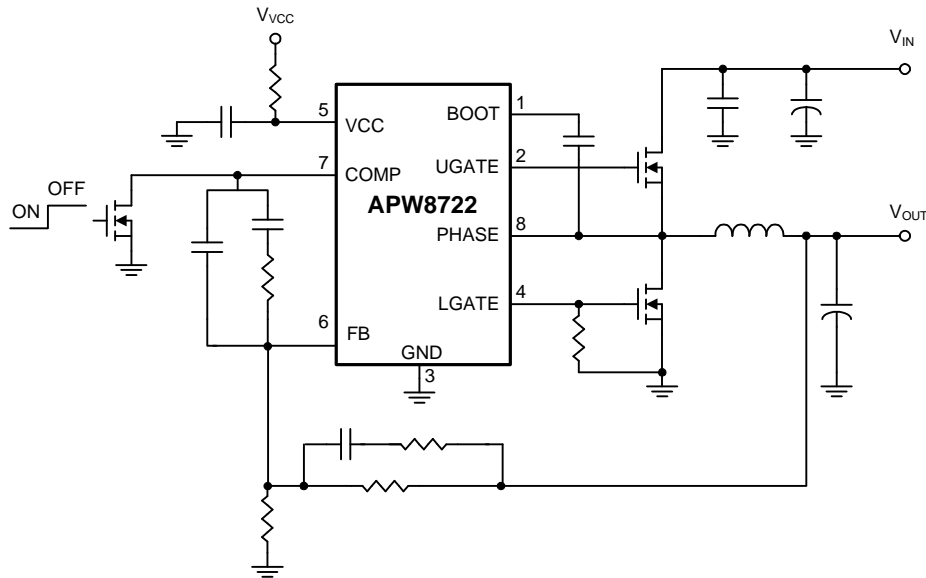 VVCC
VIN
5
VCC
BOOT
1
OFF
ON
7
COMP
UGATE
2
APW8722
PHASE
8
VOUT
LGATE
4
6
FB
GND
3